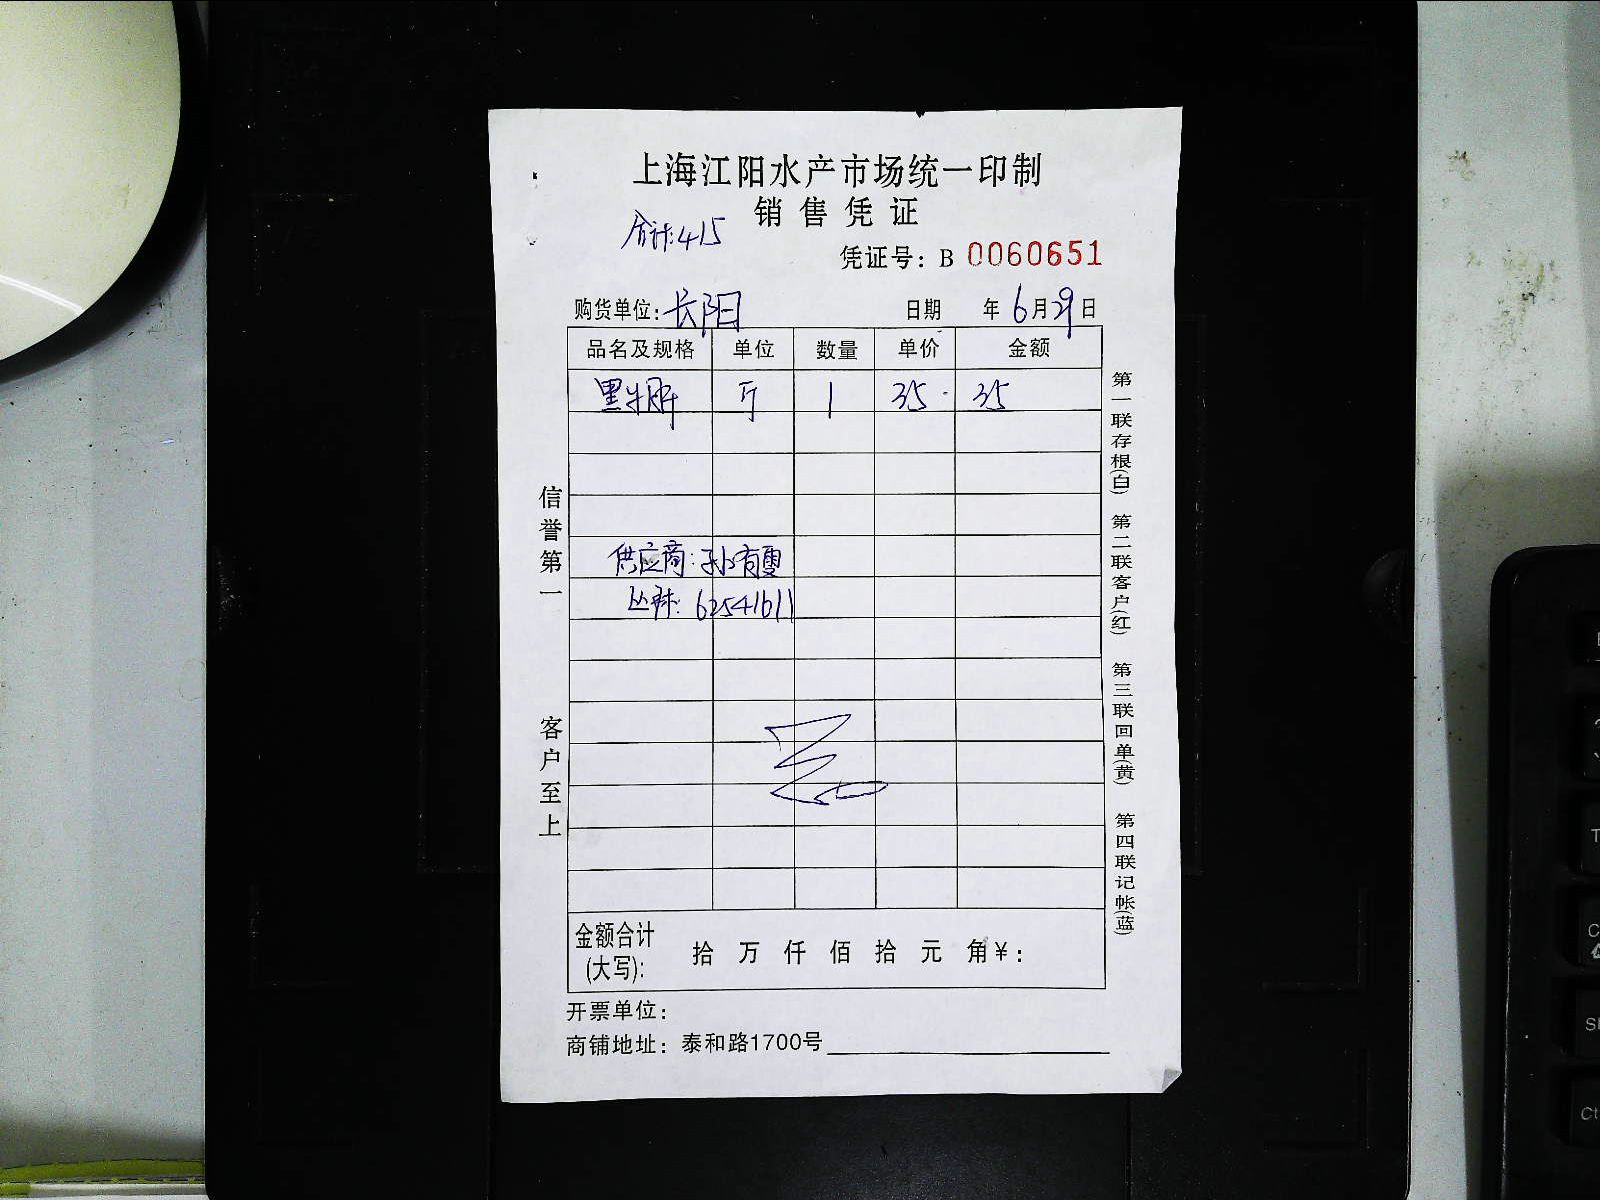 上海江阳水产市场统一印制
销售凭证
合计:415
凭证号：B 0060651
购货单位:长阳 日期 年6月29日
品名及规格 单位 数量 单价 金额
斤 1 35 35
供应商:孙有雯
62541611
信誉第一
客户至上
第一联存根(白) 第二联客户(红) 第三联回单(黄) 第四联记帐(蓝)
金额合计 拾 万 仟 佰 拾 元 角¥：
(大写):
开票单位：
商铺地址：泰和路1700号